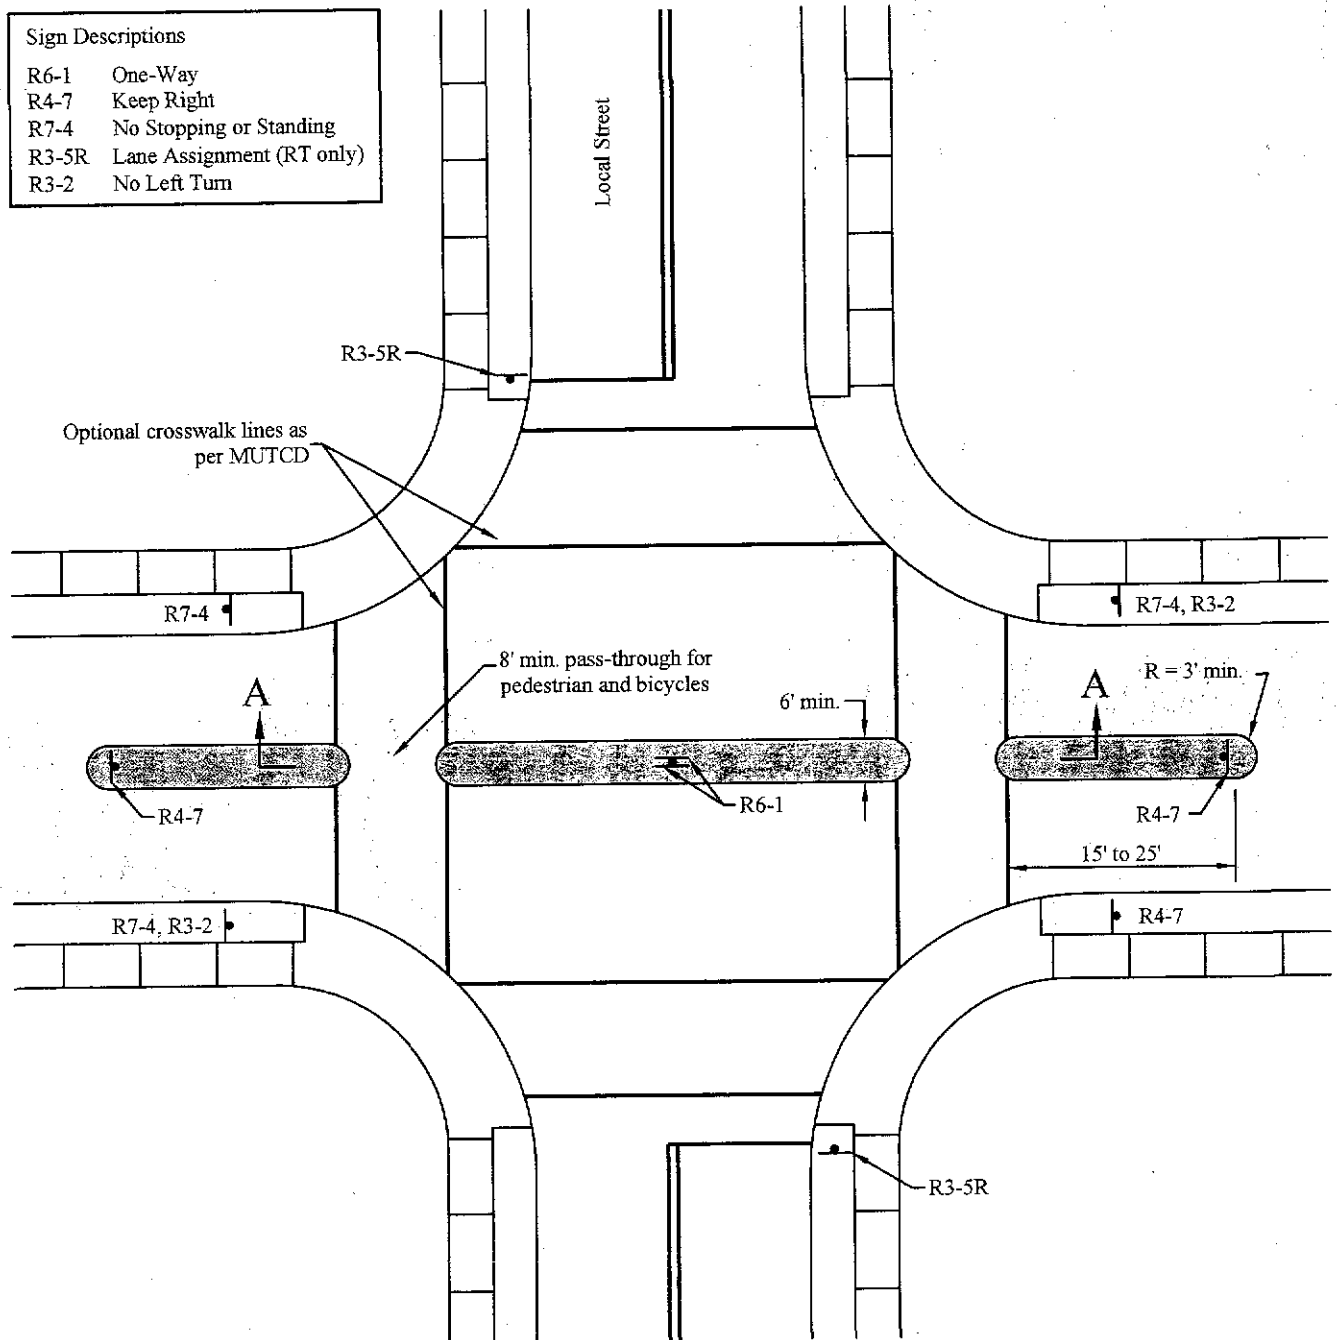 Sign Descriptions
R6-1 One-Way
R4-7 Keep Right
R7-4 No Stopping or Standing
R3-5R Lane Assignment (RT only)
R3-2 No Left Turn
Local Street
R3-5R
Optional crosswalk lines as
per MUTCD
R7-4
R7-4, R3-2
8' min. pass-through for
pedestrian and bicycles
A
A
R = 3' min.
6' min.
R4-7
R6-1
R4-7
15' to 25'
R7-4, R3-2
R4-7
R3-5R